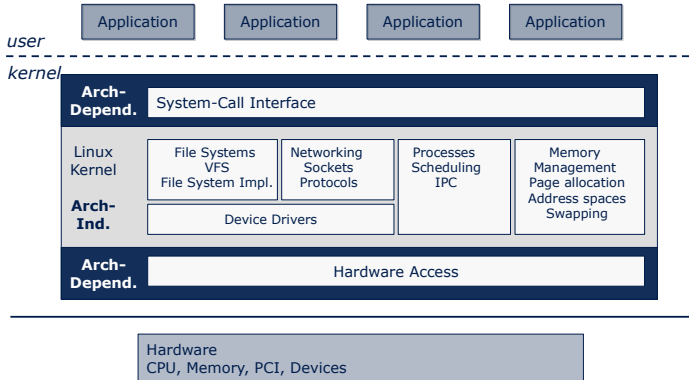 Application
Application
Application
Application
user
kernel
Arch-
Depend.
System-Call Interface
Linux
Kernel
Arch-
Ind.
File Systems
VFS
File System Impl.
Networking
Sockets
Protocols
Processes
Scheduling
IPC
Memory
Management
Page allocation
Address spaces
Swapping
Device Drivers
Arch-
Depend.
Hardware Access
Hardware
CPU, Memory, PCI, Devices